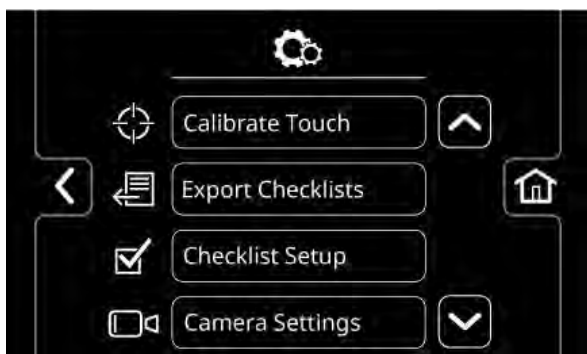 Calibrate Touch
Export Checklists
Checklist Setup
Camera Settings